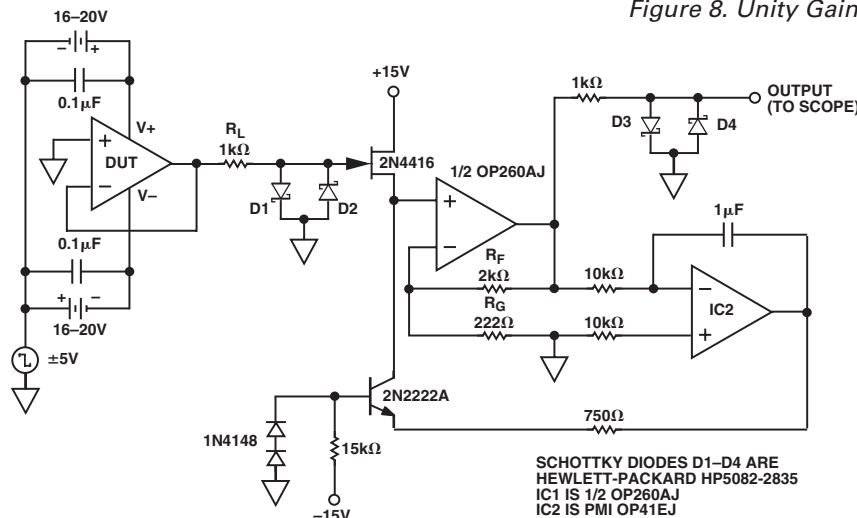 Figure 8. Unity Gain
16–20V
– +
0.1μF
V+
+
DUT
–
V–
0.1μF
+ –
16–20V
±5V
RL
1kΩ
D1
D2
+15V
2N4416
1/2 OP260AJ
+
–
RF
2kΩ
RG
222Ω
1kΩ
D3
D4
OUTPUT
(TO SCOPE)
1μF
10kΩ
10kΩ
–
IC2
+
2N2222A
1N4148
15kΩ
–15V
750Ω
SCHOTTKY DIODES D1–D4 ARE
HEWLETT-PACKARD HP5082-2835
IC1 IS 1/2 OP260AJ
IC2 IS PMI OP41EJ